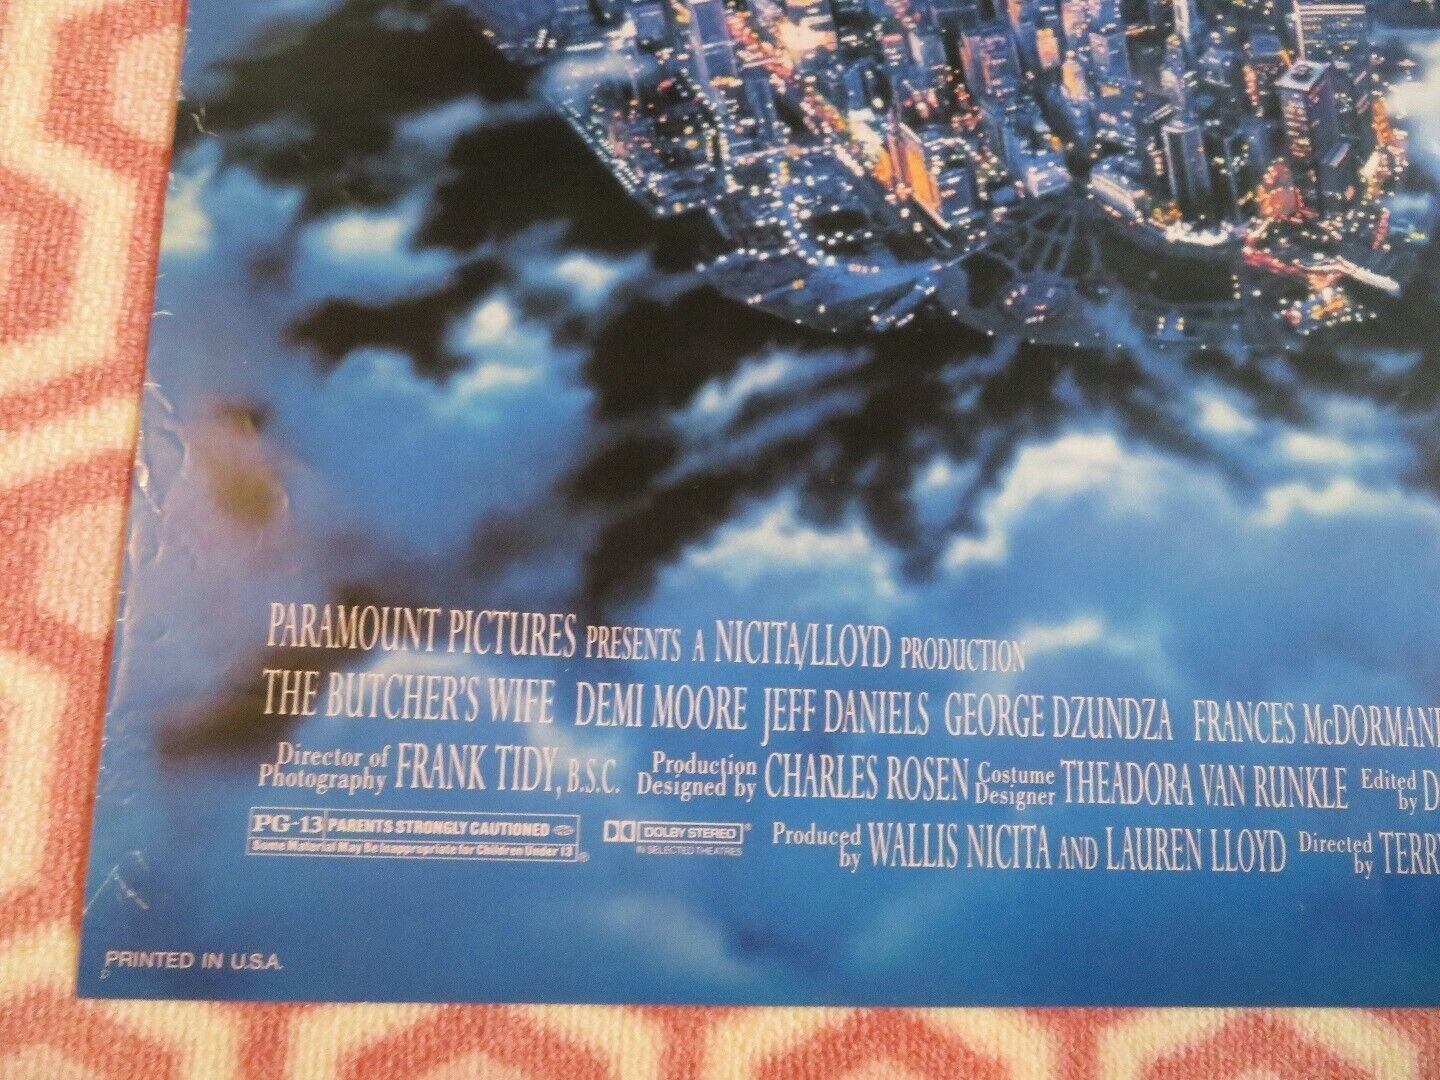 PARAMOUNT PICTURES PRESENTS A NICITA/LLOYD PRODUCTION
THE BUTCHER'S WIFE DEMI MOORE JEFF DANIELS GEORGE DZUNDZA FRANCES McDORMAN
Director of Photography FRANK TIDY, B.S.C. Production Designed by CHARLES ROSEN Costume Designer THEADORA VAN RUNKLE Edited by D
PG-13 PARENTS STRONGLY CAUTIONED
Some Material May Be Inappropriate for Children Under 13 ®
DOLBY STEREO ®
IN SELECTED THEATRES
Produced by WALLIS NICITA AND LAUREN LLOYD Directed by TERRY
PRINTED IN U.S.A.